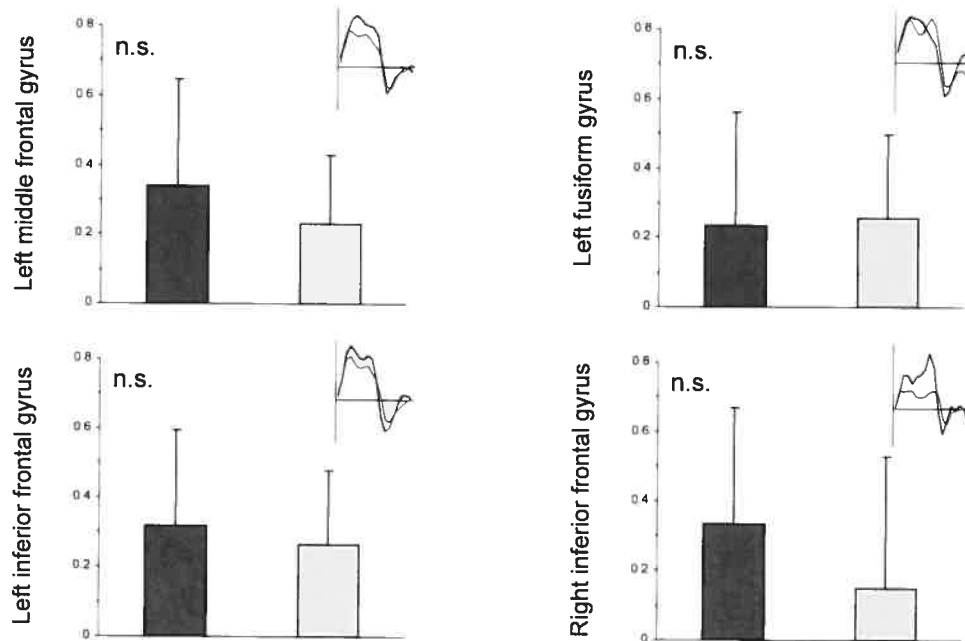 Left middle frontal gyrus
n.s.
0.8
0.6
0.4
0.2
0
Left fusiform gyrus
n.s.
0.8
0.6
0.4
0.2
0
Left inferior frontal gyrus
n.s.
0.8
0.6
0.4
0.2
0
Right inferior frontal gyrus
n.s.
0.8
0.6
0.4
0.2
0